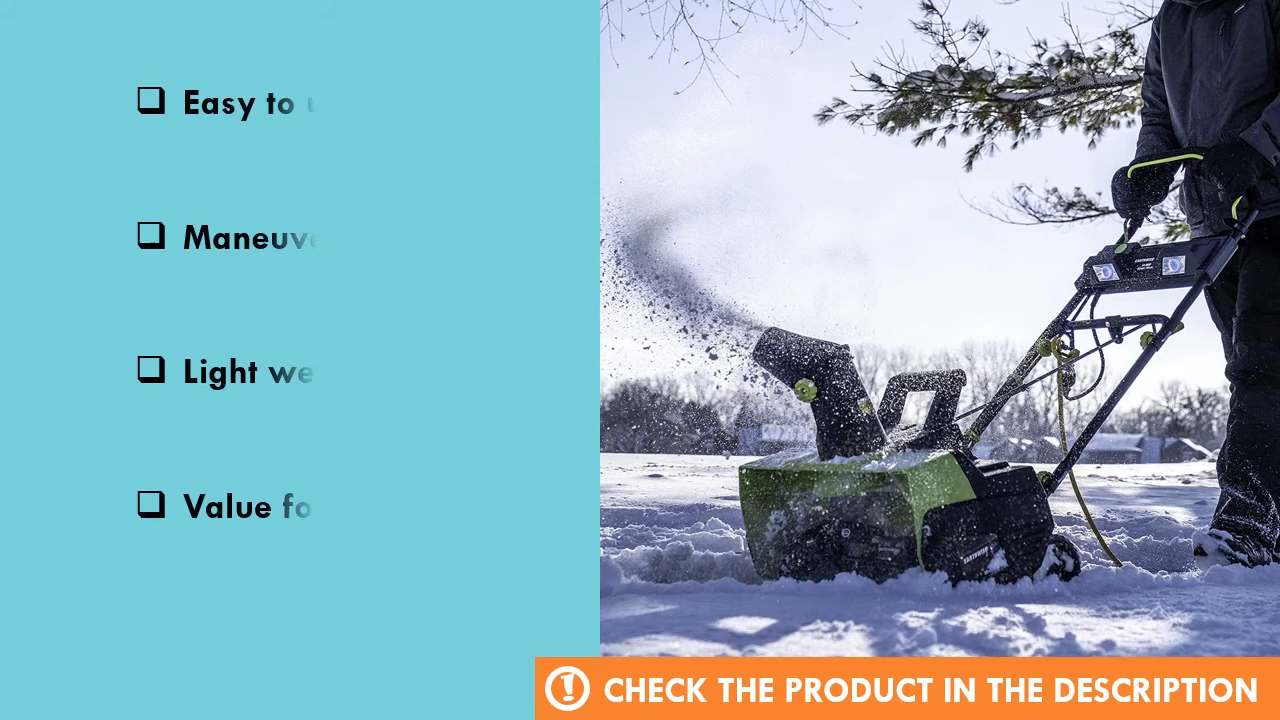 Easy to
Maneuv
Light we
Value fo
CHECK THE PRODUCT IN THE DESCRIPTION